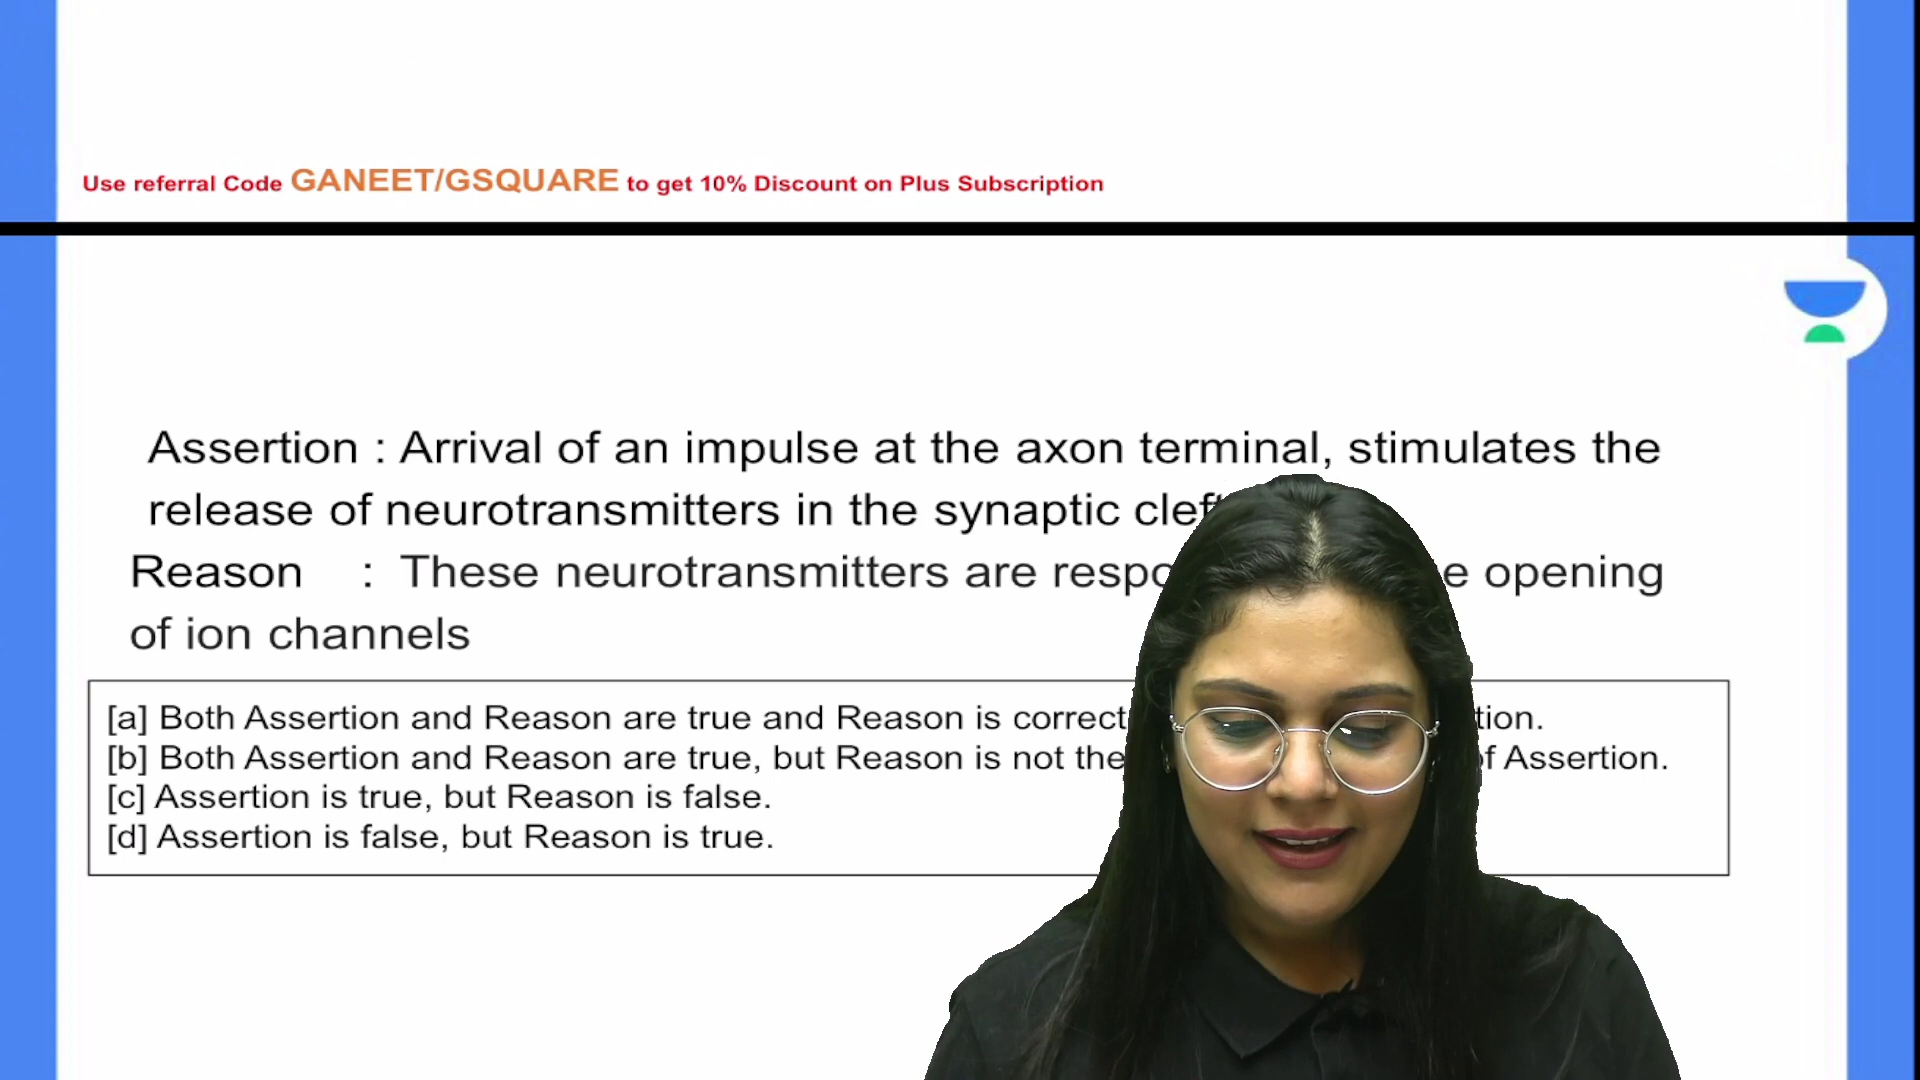 Use referral Code GANEET/GSQUARE to get 10% Discount on Plus Subscription
Assertion : Arrival of an impulse at the axon terminal, stimulates the
release of neurotransmitters in the synaptic
Reason : These neurotransmitters are opening
of ion channels
[a] Both Assertion and Reason are true and Reason is correct
[b] Both Assertion and Reason are true, but Reason is not the Assertion.
[c] Assertion is true, but Reason is false.
[d] Assertion is false, but Reason is true.